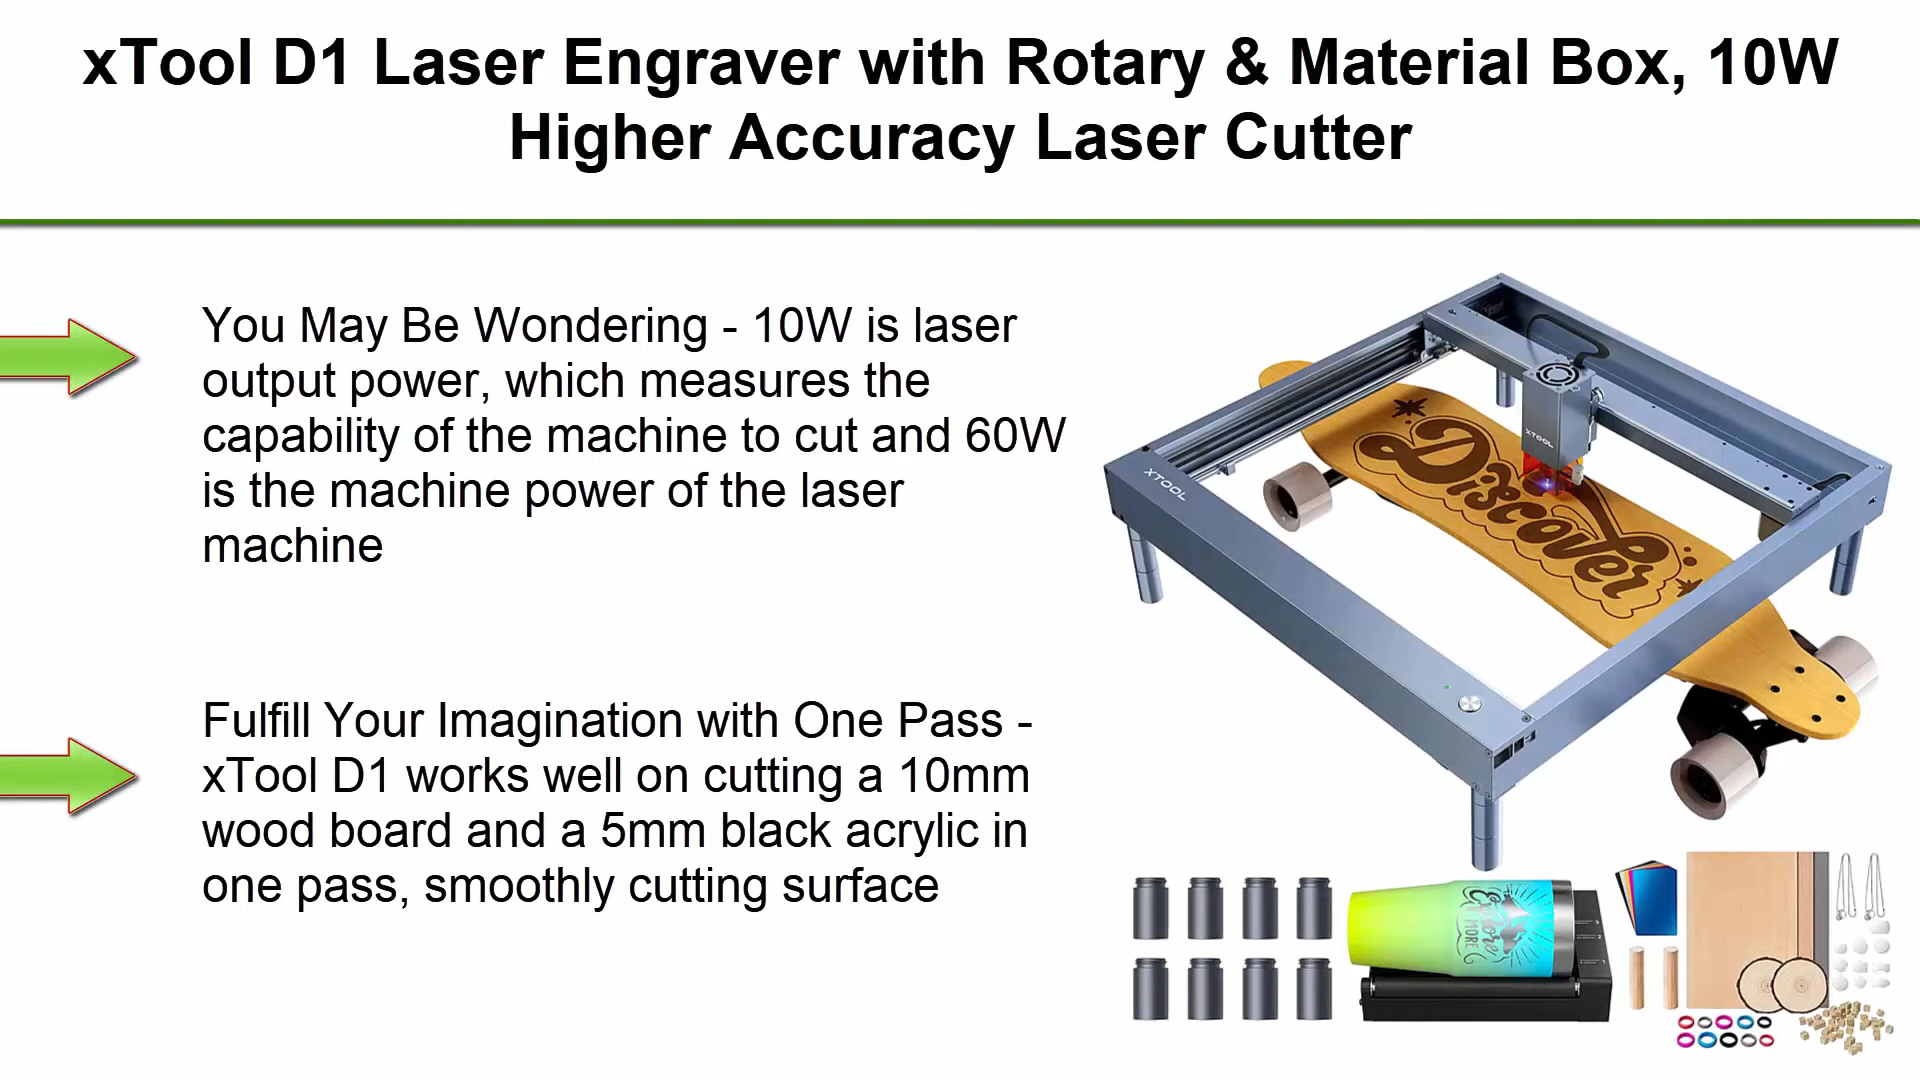 xTool D1 Laser Engraver with Rotary & Material Box, 10W
Higher Accuracy Laser Cutter
You May Be Wondering - 10W is laser
output power, which measures the
capability of the machine to cut and 60W
is the machine power of the laser
machine
Fulfill Your Imagination with One Pass -
xTool D1 works well on cutting a 10mm
wood board and a 5mm black acrylic in
one pass, smoothly cutting surface
XTOOL
XTOOL
Discover
Explore
MORE